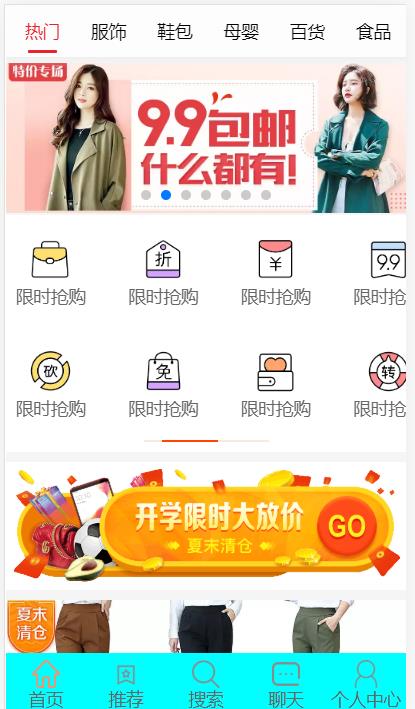 热门 服饰 鞋包 母婴 百货 食品
特价专场
9.9包邮
什么都有!
折 ¥ 9.9
限时抢购 限时抢购 限时抢购 限时抢购
砍 免 转
限时抢购 限时抢购 限时抢购 限时抢购
开学限时大放价
夏末清仓
GO
夏末
清仓
首页 推荐 搜索 聊天 个人中心